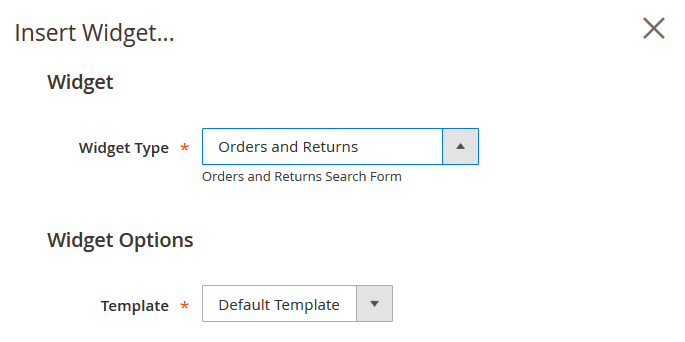 Insert Widget...
Widget
Widget Type *
Orders and Returns
Orders and Returns Search Form
Widget Options
Template *
Default Template